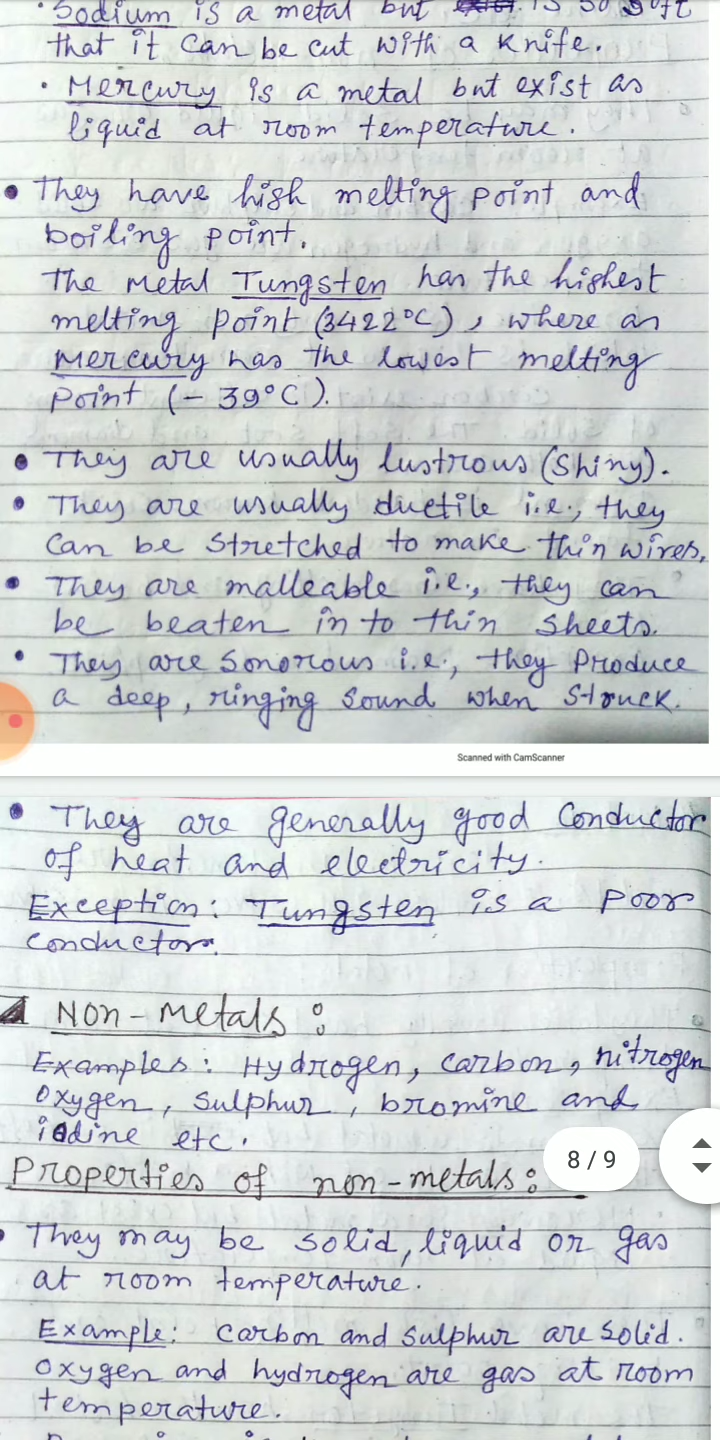 • Sodium is a metal but is so soft
that it can be cut with a knife.
• Mercury is a metal but exist as
liquid at room temperature.
• They have high melting point and
boiling point.
The metal Tungsten has the highest
melting point (3422°C), where as
Mercury has the lowest melting
point (- 39°C).
• They are usually lustrous (shiny).
• They are usually ductile i.e., they
can be stretched to make thin wires,
• They are malleable i.e., they can
be beaten in to thin sheets.
• They are sonorous i.e., they produce
a deep, ringing sound when struck.
Scanned with CamScanner
• They are generally good conductor
of heat and electricity.
Exception: Tungsten is a poor
conductor.
Non-metals:
Examples: Hydrogen, carbon, nitrogen
oxygen, sulphur, bromine and
iodine etc.
8/9
Properties of non-metals:
• They may be solid, liquid or gas
at room temperature.
Example: carbon and sulphur are solid.
oxygen and hydrogen are gas at room
temperature.